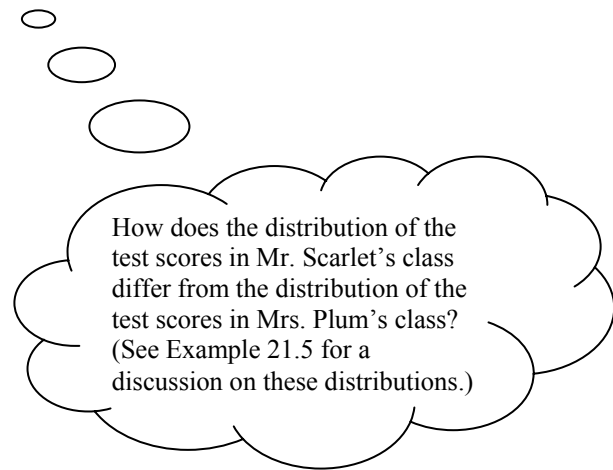 How does the distribution of the
test scores in Mr. Scarlet’s class
differ from the distribution of the
test scores in Mrs. Plum’s class?
(See Example 21.5 for a
discussion on these distributions.)